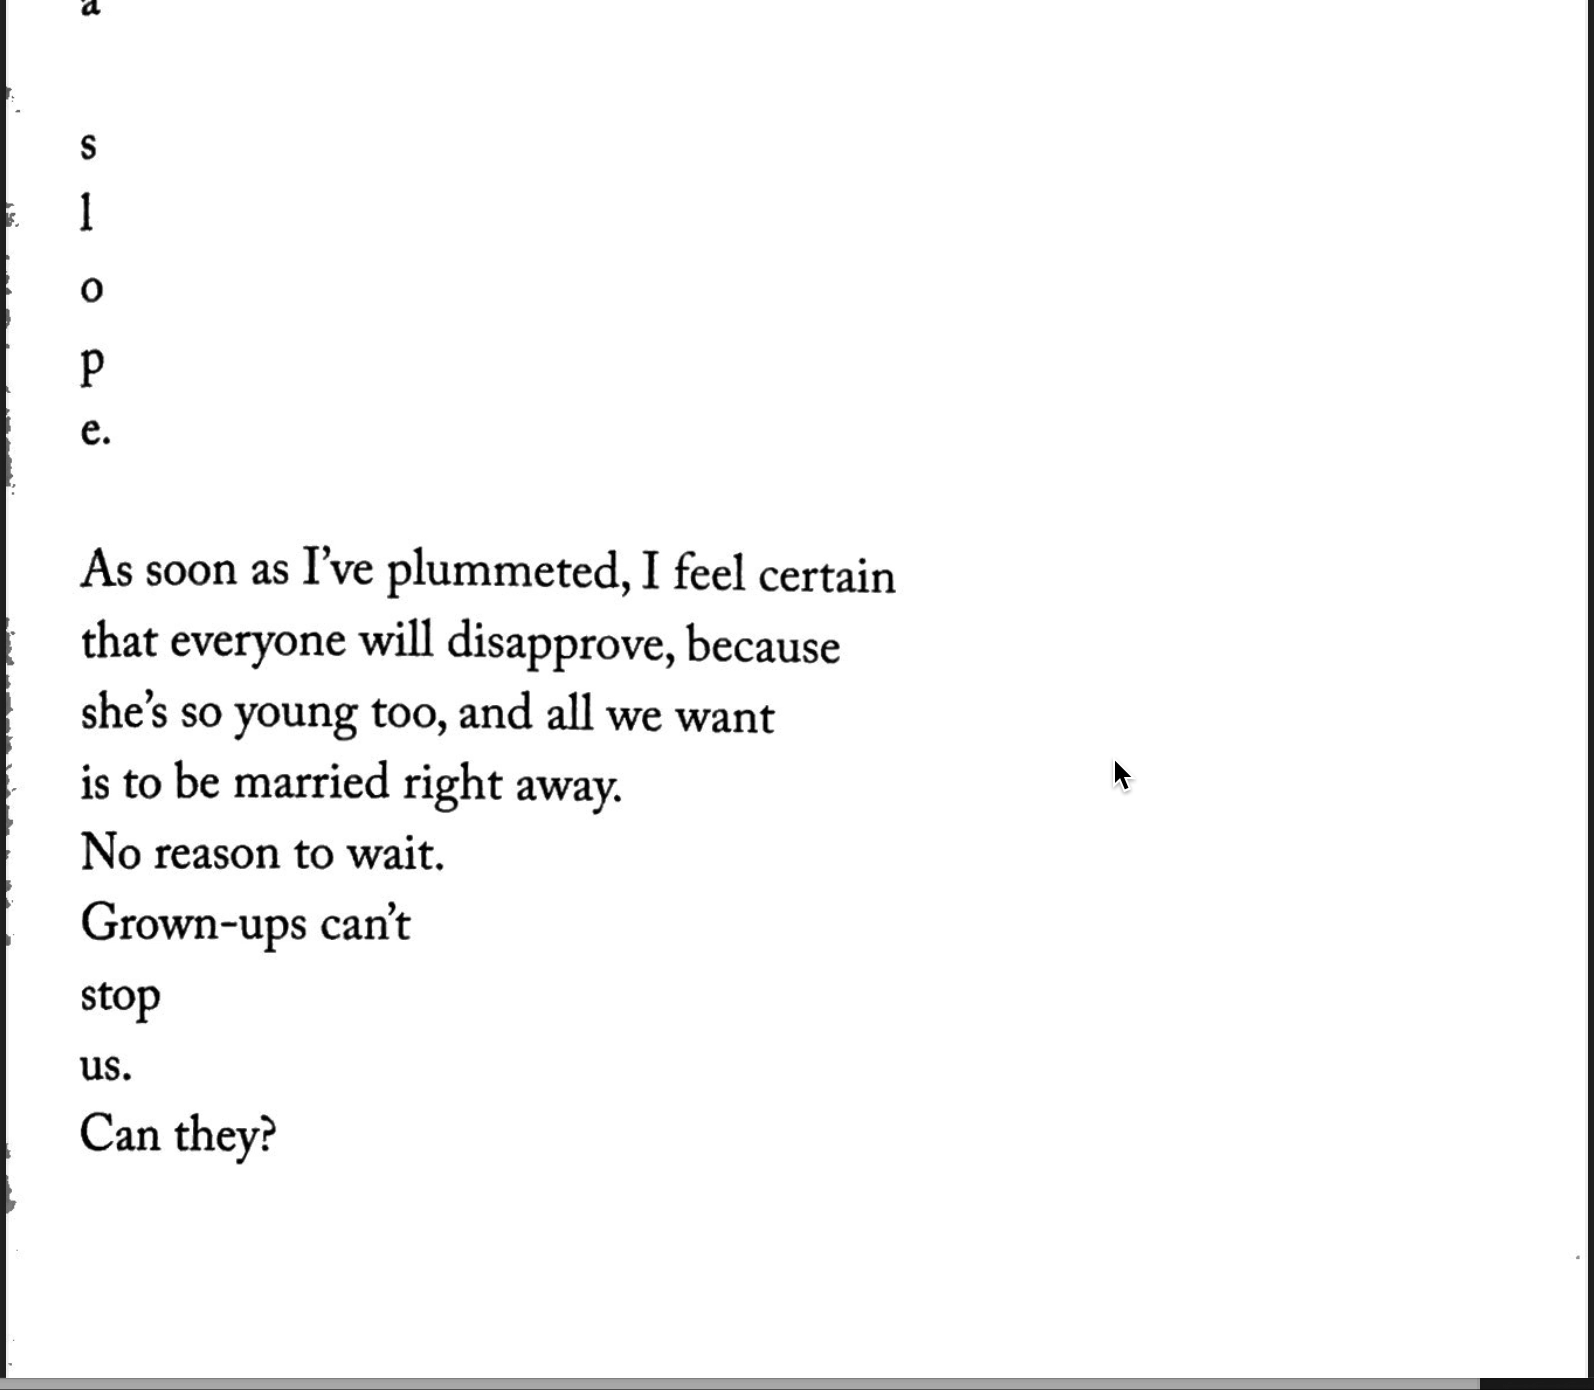 a
s
l
o
p
e.
As soon as I’ve plummeted, I feel certain
that everyone will disapprove, because
she’s so young too, and all we want
is to be married right away.
No reason to wait.
Grown-ups can’t
stop
us.
Can they?